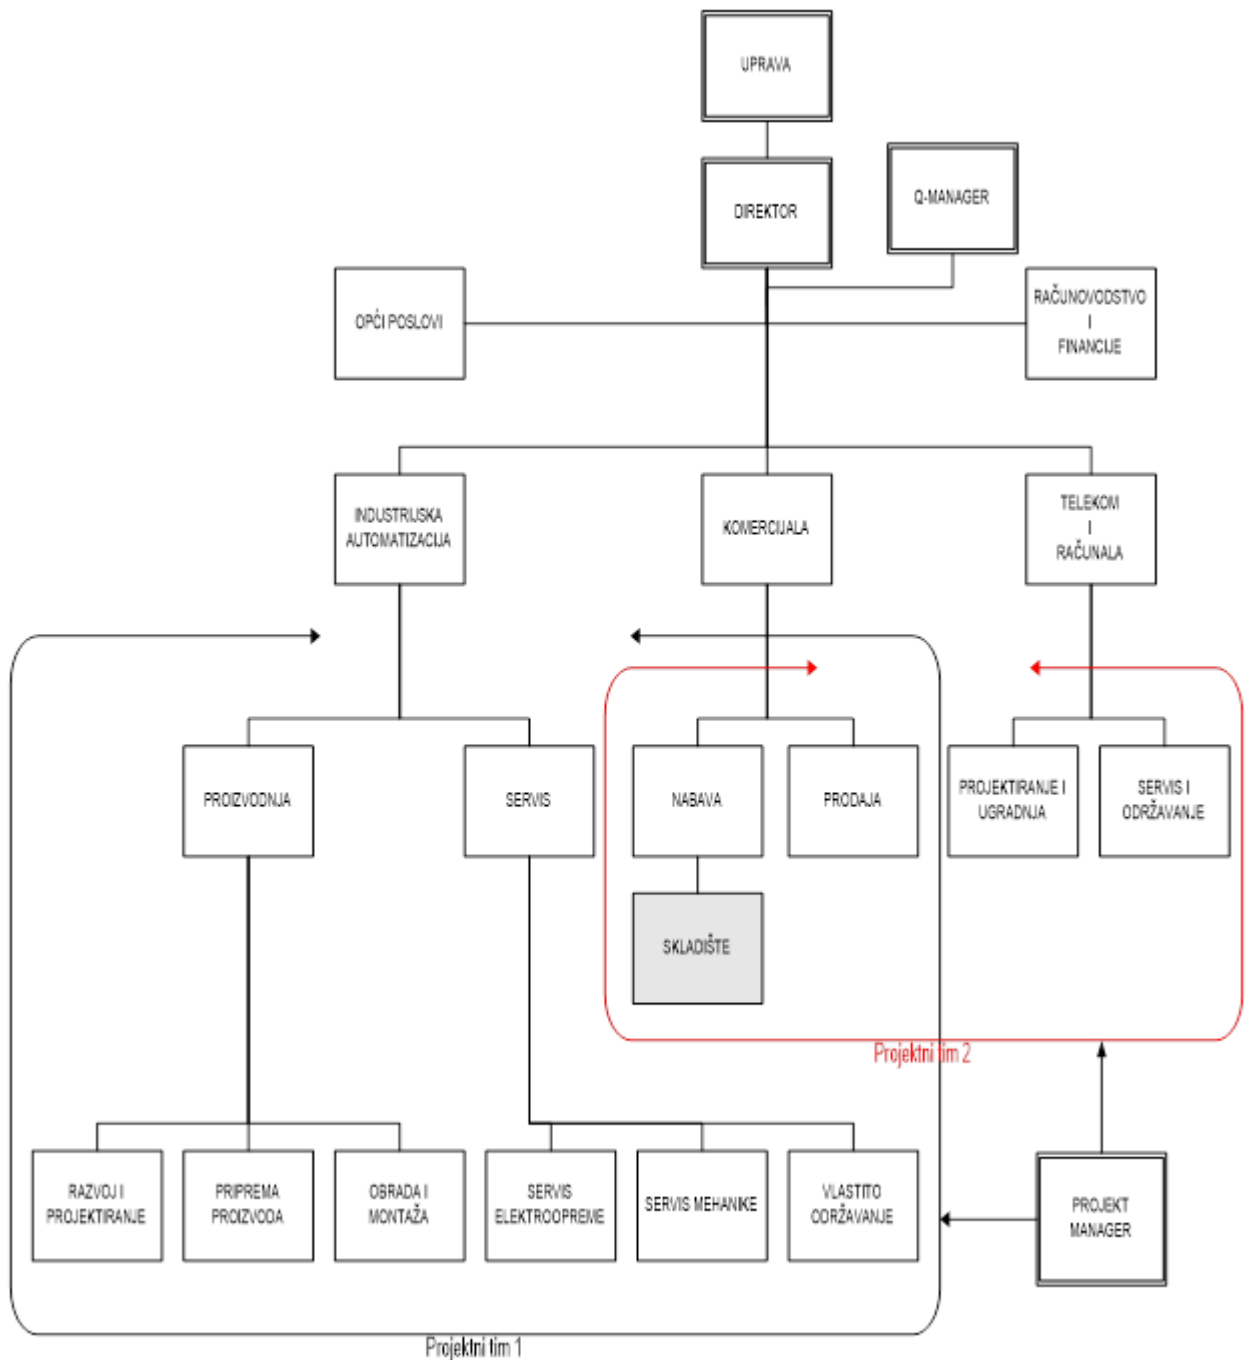 UPRAVA
DIREKTOR
Q-MANAGER
OPĆI POSLOVI
RAČUNOVODSTVO
I
FINANCIJE
INDUSTRIJSKA
AUTOMATIZACIJA
KOMERCIJALA
TELEKOM
I
RAČUNALA
PROIZVODNJA
SERVIS
NABAVA
PRODAJA
PROJEKTIRANJE I
UGRADNJA
SERVIS I
ODRŽAVANJE
SKLADIŠTE
Projektni tim 2
RAZVOJ I
PROJEKTIRANJE
PRIPREMA
PROIZVODA
OBRADA I
MONTAŽA
SERVIS
ELEKTROOPREME
SERVIS MEHANIKE
VLASTITO
ODRŽAVANJE
PROJEKT
MANAGER
Projektni tim 1